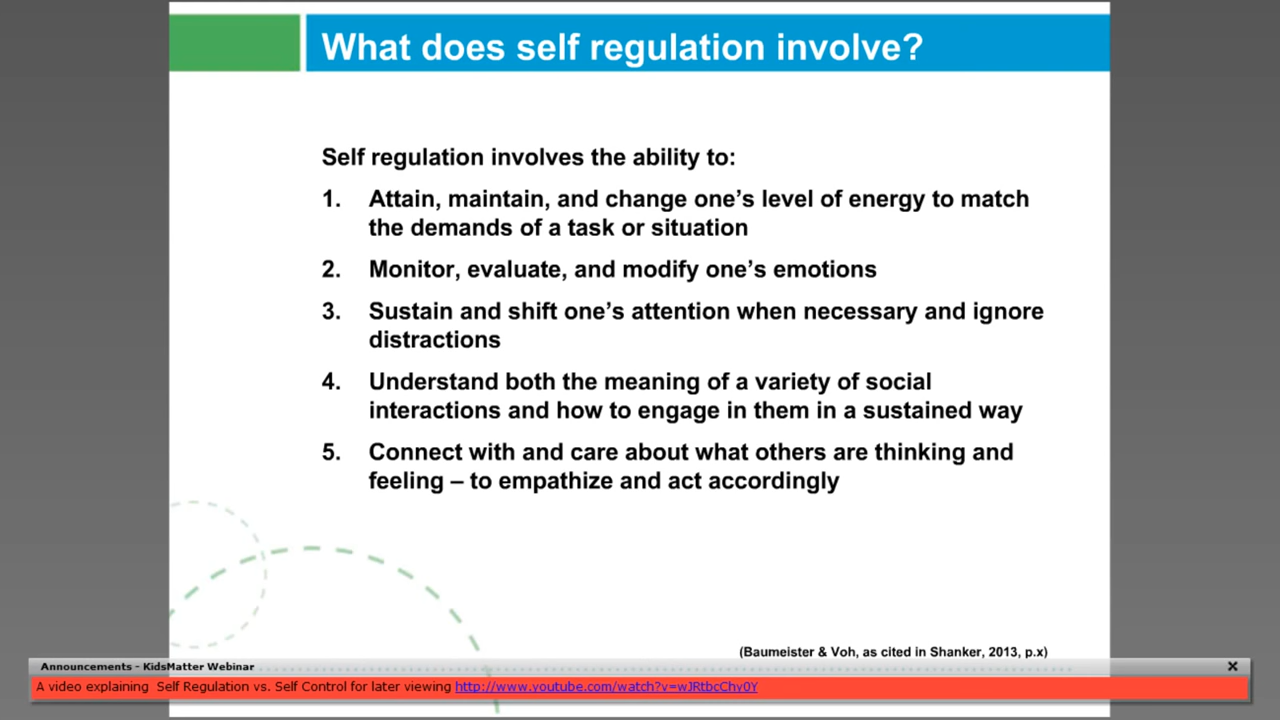 What does self regulation involve?
Self regulation involves the ability to:
1. Attain, maintain, and change one's level of energy to match
the demands of a task or situation
2. Monitor, evaluate, and modify one's emotions
3. Sustain and shift one's attention when necessary and ignore
distractions
4. Understand both the meaning of a variety of social
interactions and how to engage in them in a sustained way
5. Connect with and care about what others are thinking and
feeling – to empathize and act accordingly
(Baumeister & Voh, as cited in Shanker, 2013, p.x)
Announcements - KidsMatter Webinar
A video explaining Self Regulation vs. Self Control for later viewing http://www.youtube.com/watch?v=wJRtbcChv0Y